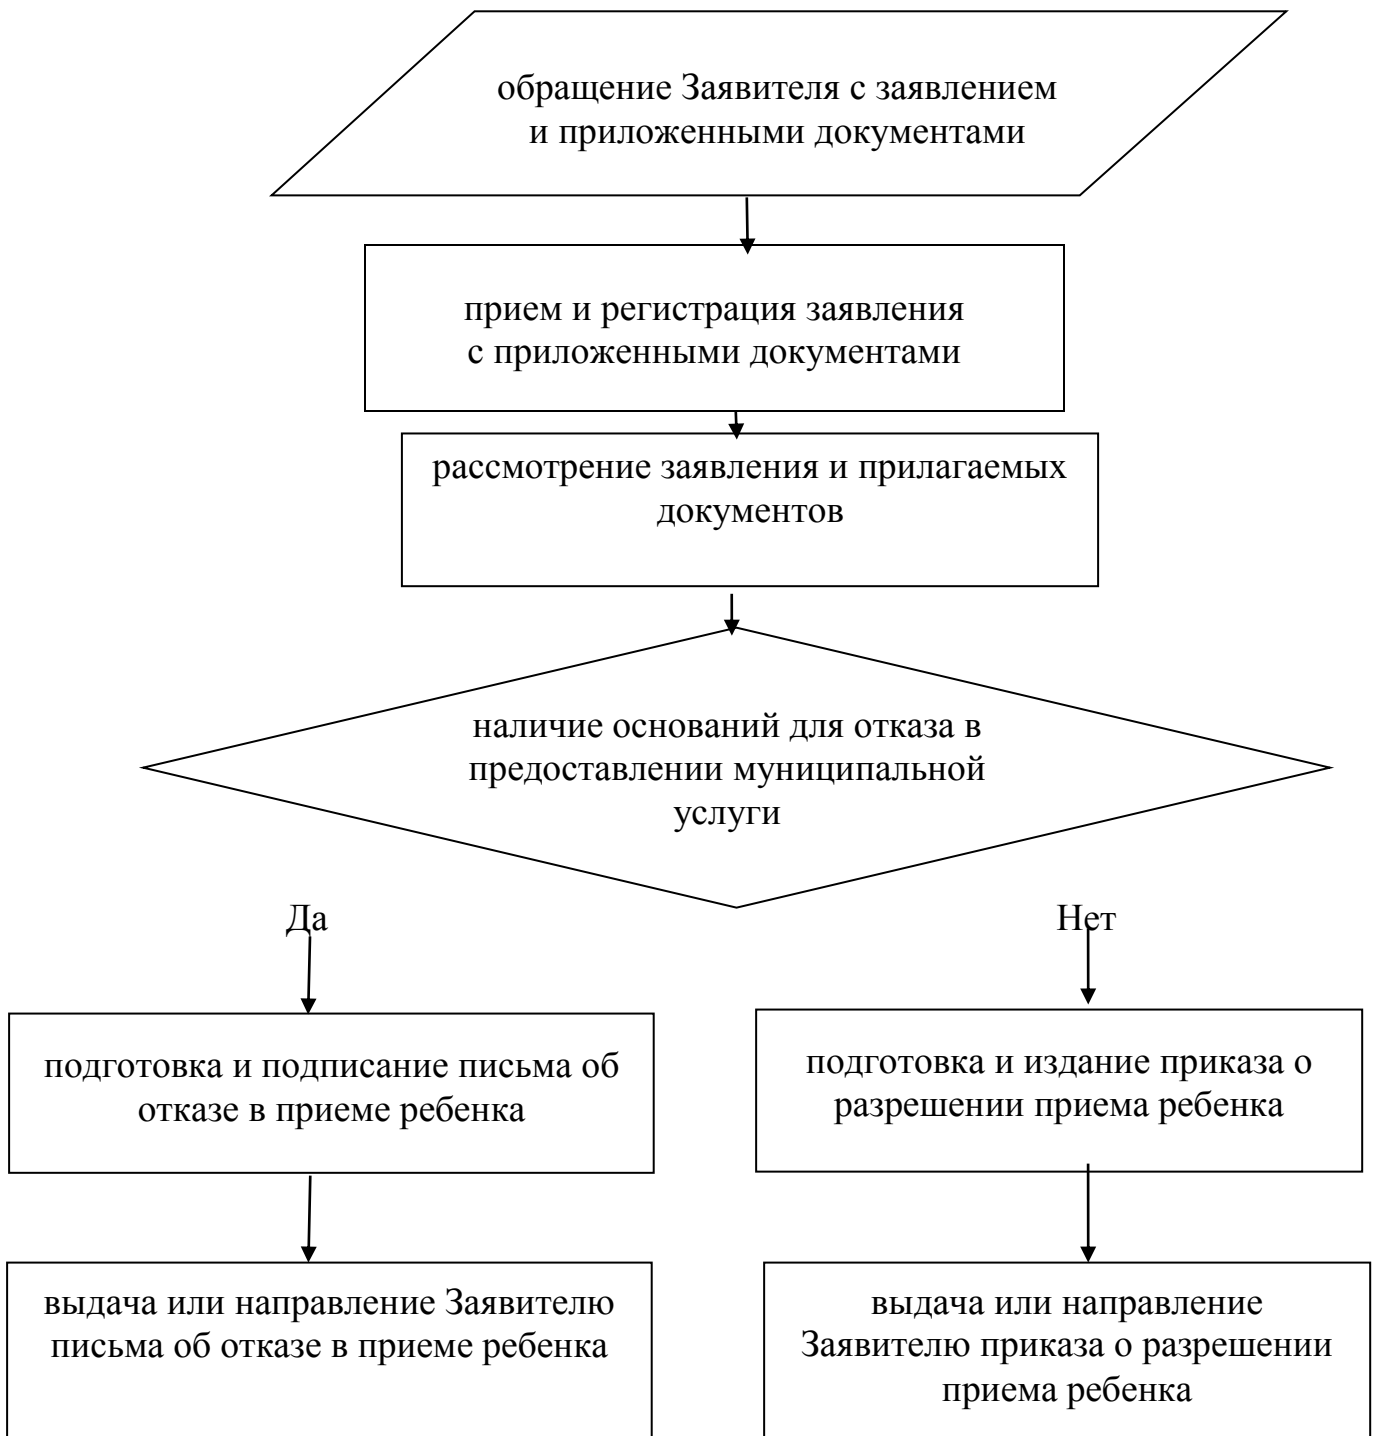 обращение Заявителя с заявлением
и приложенными документами
прием и регистрация заявления
с приложенными документами
рассмотрение заявления и прилагаемых
документов
наличие оснований для отказа в
предоставлении муниципальной
услуги
Да
Нет
подготовка и подписание письма об
отказе в приеме ребенка
подготовка и издание приказа о
разрешении приема ребенка
выдача или направление Заявителю
письма об отказе в приеме ребенка
выдача или направление
Заявителю приказа о разрешении
приема ребенка